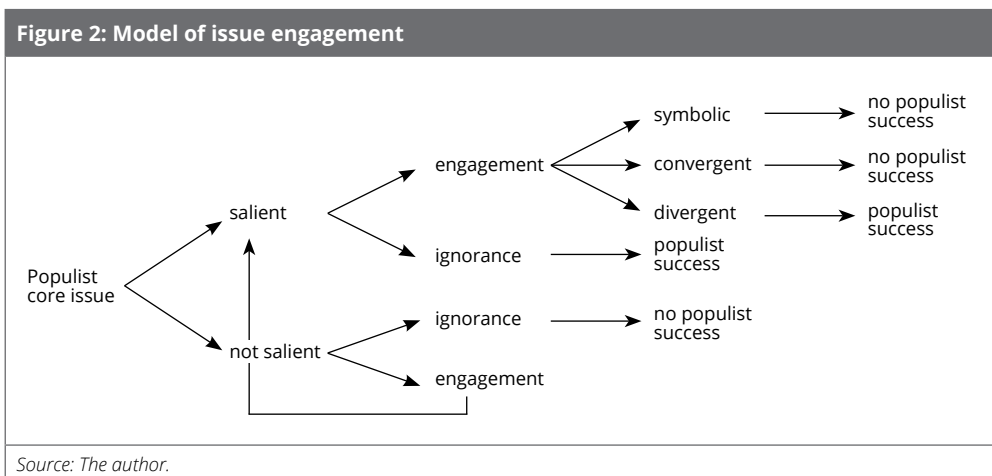 Figure 2: Model of issue engagement
Populist
core issue
salient
not salient
engagement
ignorance
ignorance
engagement
symbolic
convergent
divergent
populist
success
no populist
success
no populist
success
no populist
success
populist
success
Source: The author.